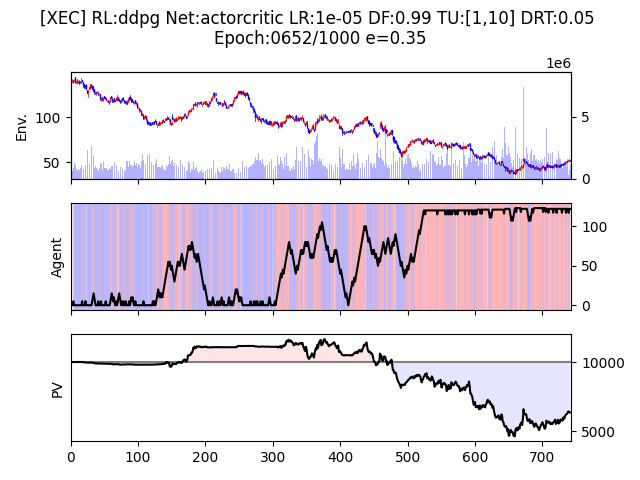 [XEC] RL:ddpg Net:actorcritic LR:1e-05 DF:0.99 TU:[1,10] DRT:0.05
Epoch:0652/1000 e=0.35
1e6
Env.
100
50
5
0
Agent
100
50
0
PV
10000
5000
0 100 200 300 400 500 600 700